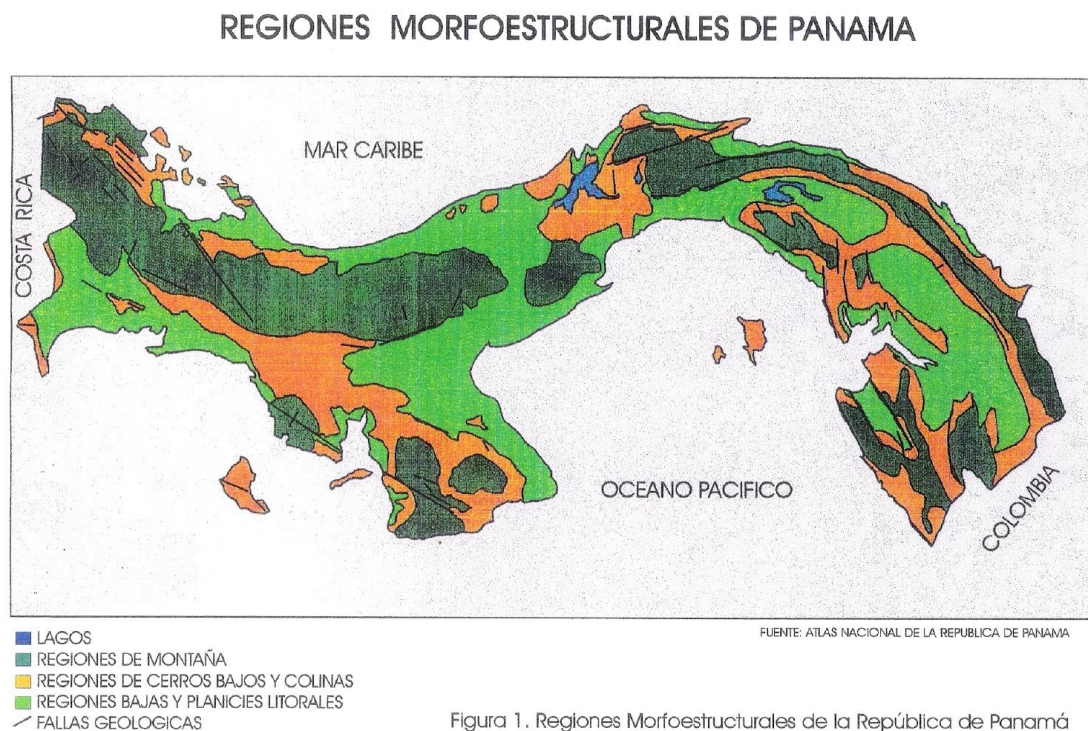 REGIONES MORFOESTRUCTURALES DE PANAMA
MAR CARIBE
COSTA RICA
OCEANO PACIFICO
COLOMBIA
FUENTE: ATLAS NACIONAL DE LA REPUBLICA DE PANAMA
LAGOS
REGIONES DE MONTAÑA
REGIONES DE CERROS BAJOS Y COLINAS
REGIONES BAJAS Y PLANICIES LITORALES
FALLAS GEOLOGICAS
Figura 1. Regiones Morfoestructurales de la República de Panamá